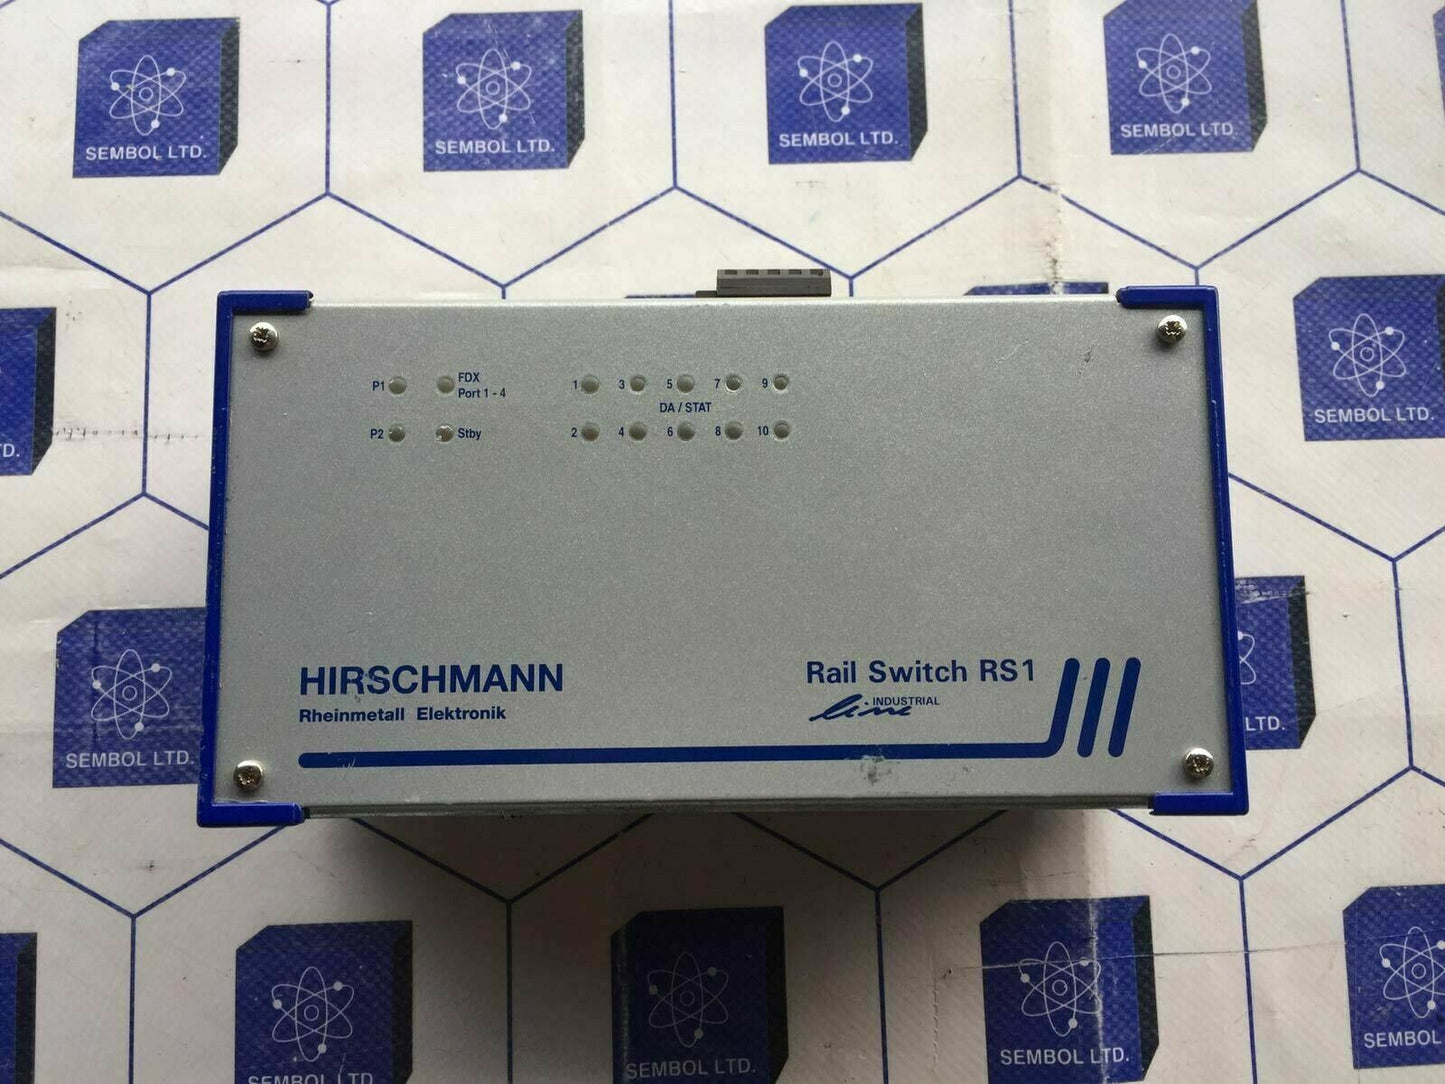 SEMBOL LTD.
SEMBOL LTD.
SEMBOL LTD.
SEMBOL LTD.
P1
FDX
Port 1 - 4
1 3 5 7 9
DA / STAT
P2
Stby
2 4 6 8 10
D.
SEMBOL LTD.
HIRSCHMANN
Rheinmetall Elektronik
Rail Switch RS1
INDUSTRIAL
line
SEMBOL LTD.
LTD.
SEMBOL LTD.
SEMBOL LTD.
SEMBOL LTD.
SEMBOL